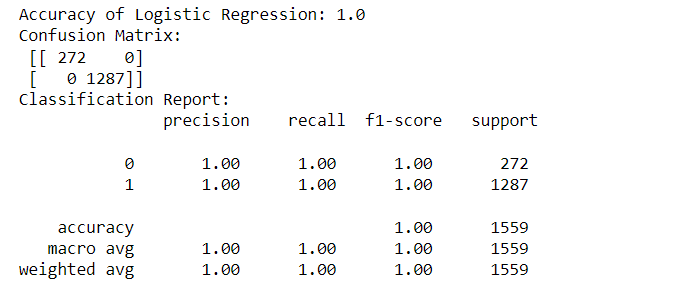 Accuracy of Logistic Regression: 1.0
Confusion Matrix:
 [[ 272    0]
 [   0 1287]]
Classification Report:
              precision    recall  f1-score   support

           0       1.00      1.00      1.00       272
           1       1.00      1.00      1.00      1287

    accuracy                           1.00      1559
   macro avg       1.00      1.00      1.00      1559
weighted avg       1.00      1.00      1.00      1559